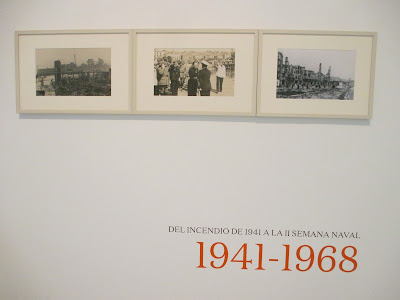 DEL INCENDIO DE 1941 A LA II SEMANA NAVAL
1941-1968